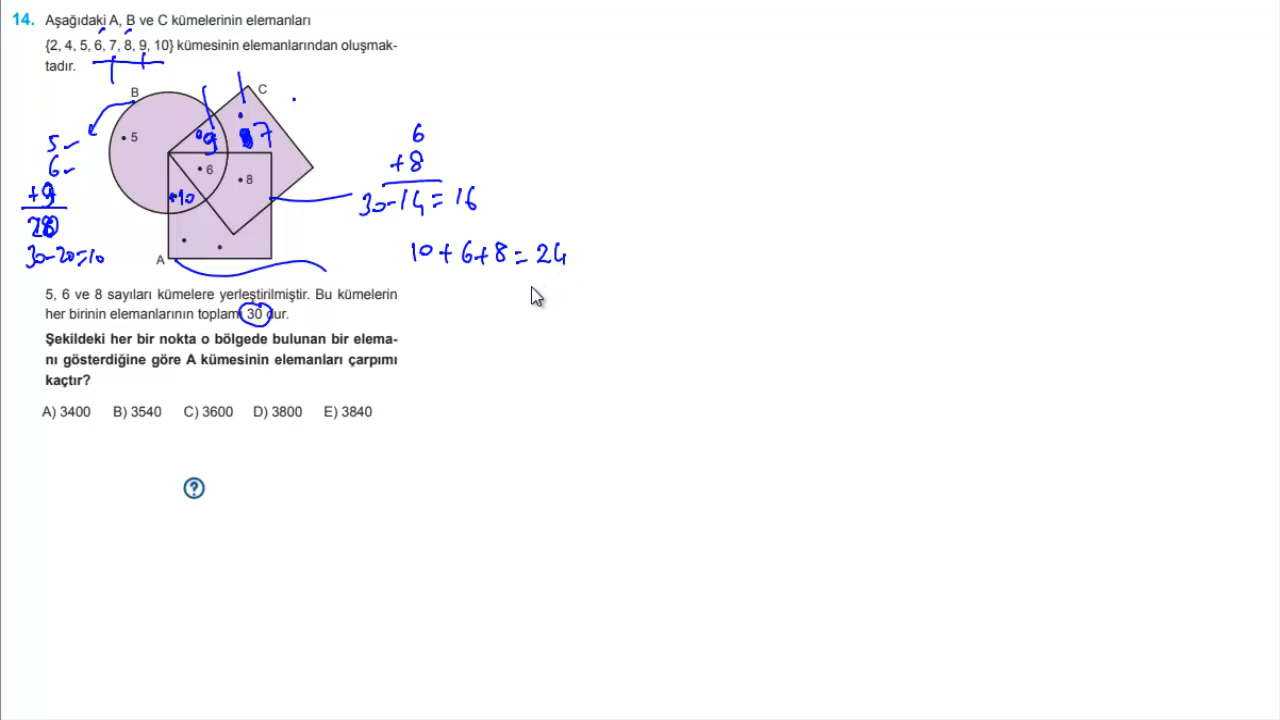 14. Aşağıdaki A, B ve C kümelerinin elemanları
{2, 4, 5, 6, 7, 8, 9, 10} kümesinin elemanlarından oluşmak-
tadır.
B
C
5
9 7
6
8
10
A
5
6
+9
20
30-20=10
6
+8
30-14=16
10+6+8=24
5, 6 ve 8 sayıları kümelere yerleştirilmiştir. Bu kümelerin
her birinin elemanlarının toplamı 30 dur.
Şekildeki her bir nokta o bölgede bulunan bir elema-
nı gösterdiğine göre A kümesinin elemanları çarpımı
kaçtır?
A) 3400 B) 3540 C) 3600 D) 3800 E) 3840
?